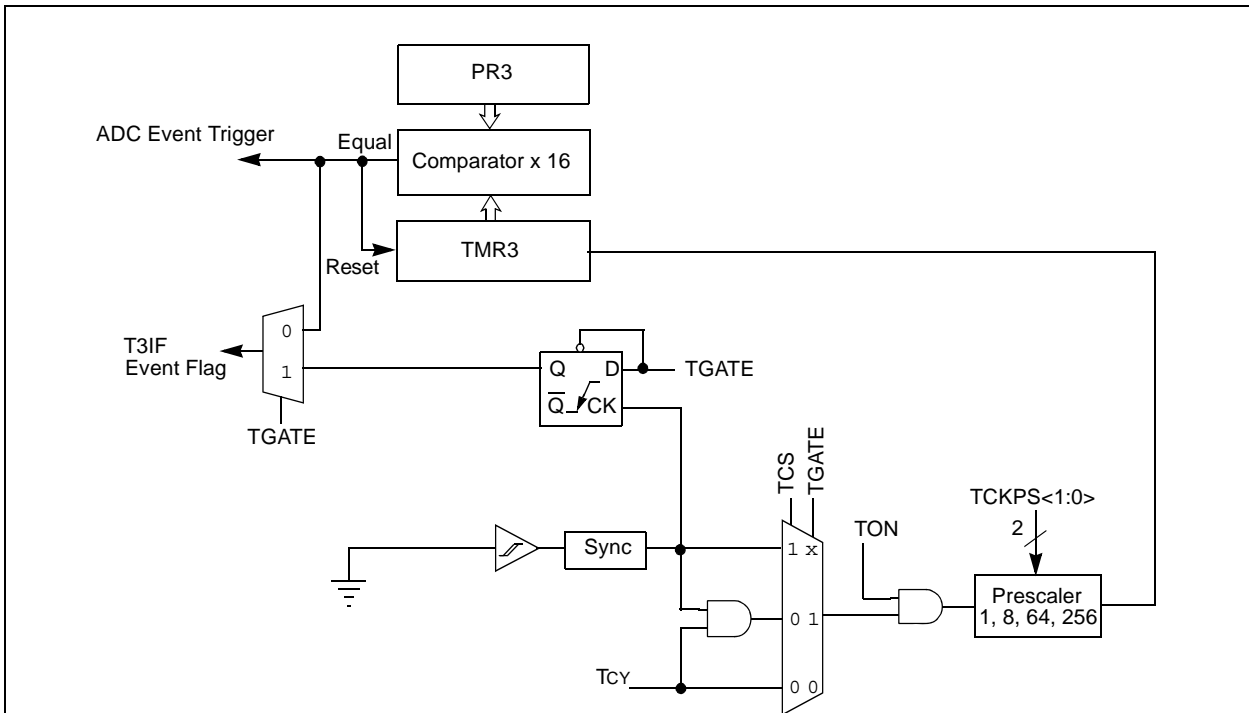 PR3
ADC Event Trigger
Equal
Comparator x 16
TMR3
Reset
0
T3IF
Event Flag
1
Q D
TGATE
Q CK
TGATE
TCS
TGATE
TCKPS<1:0>
2
TON
Sync
1 x
Prescaler
1, 8, 64, 256
0 1
TCY
0 0